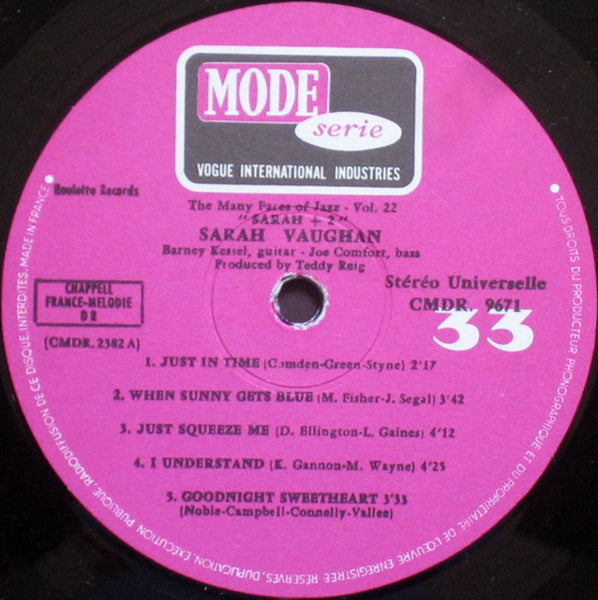 MODE
serie
VOGUE INTERNATIONAL INDUSTRIES
Roulette Records
The Many Faces of Jazz - Vol. 22
"SARAH + 2"
SARAH VAUGHAN
Barney Kessel, guitar - Joe Comfort, bass
Produced by Teddy Reig
CHAPPELL
FRANCE-MELODIE
D R
(CMDR. 2382 A)
Stéréo Universelle
CMDR. 9671
33
1. JUST IN TIME (Comden-Green-Styne) 2'17
2. WHEN SUNNY GETS BLUE (M. Fisher-J. Segal) 3'42
3. JUST SQUEEZE ME (D. Ellington-L. Gaines) 4'12
4. I UNDERSTAND (K. Gannon-M. Wayne) 4'25
5. GOODNIGHT SWEETHEART 3'33
(Noble-Campbell-Connelly-Vallee)
• TOUS DROITS DU PRODUCTEUR PHONOGRAPHIQUE ET DU PROPRIETAIRE DE L'ŒUVRE ENREGISTREE RESERVES, DUPLICATION, EXECUTION PUBLIQUE, RADIODIFFUSION DE CE DISQUE INTERDITES, MADE IN FRANCE •